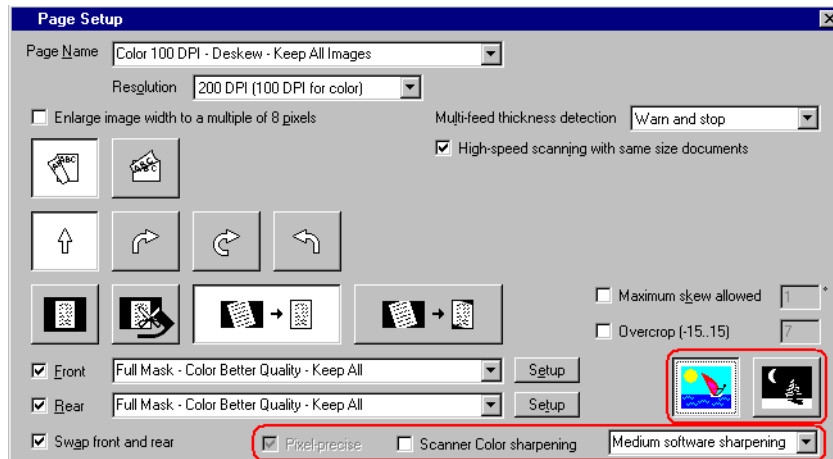 Page Setup
Page Name Color 100 DPI - Deskew - Keep All Images
Resolution 200 DPI (100 DPI for color)
Enlarge image width to a multiple of 8 pixels
Multi-feed thickness detection Warn and stop
High-speed scanning with same size documents
ABC
ABC
Maximum skew allowed 1 °
Overcrop (-15..15) 7
Front Full Mask - Color Better Quality - Keep All Setup
Rear Full Mask - Color Better Quality - Keep All Setup
Swap front and rear Pixel-precise Scanner Color sharpening Medium software sharpening